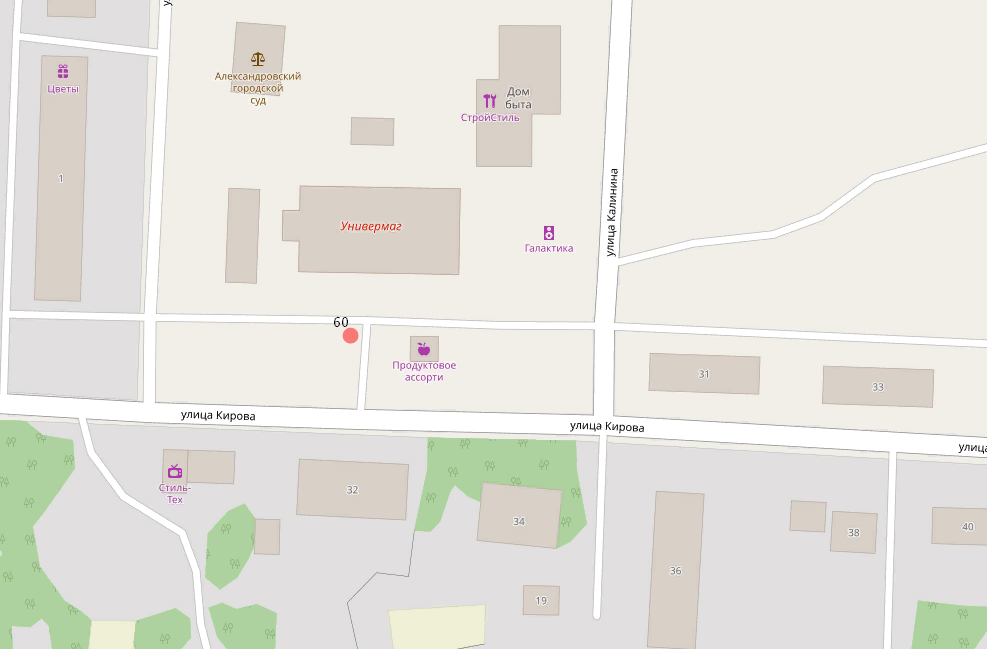 Цветы
1
Александровский
городской
суд
Дом
быта
СтройСтиль
Универмаг
улица Калинина
Галактика
60
Продуктовое
ассорти
31
33
улица Кирова
улица Кирова
Стиль-
Тех
32
34
36
38
40
19